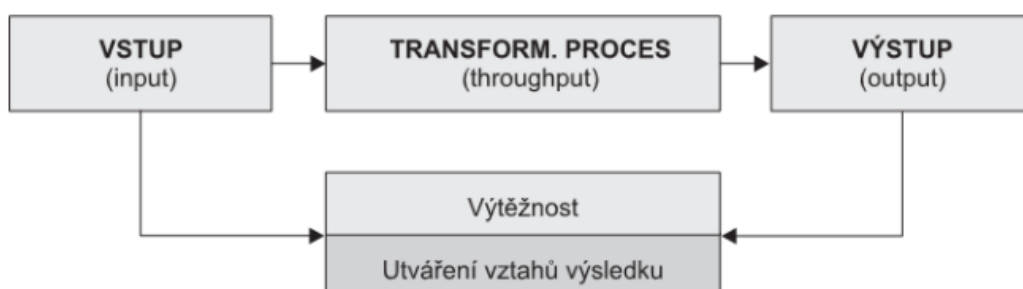 VSTUP
(input)
TRANSFORM. PROCES
(throughput)
VÝSTUP
(output)
Výtěžnost
Utváření vztahů výsledku